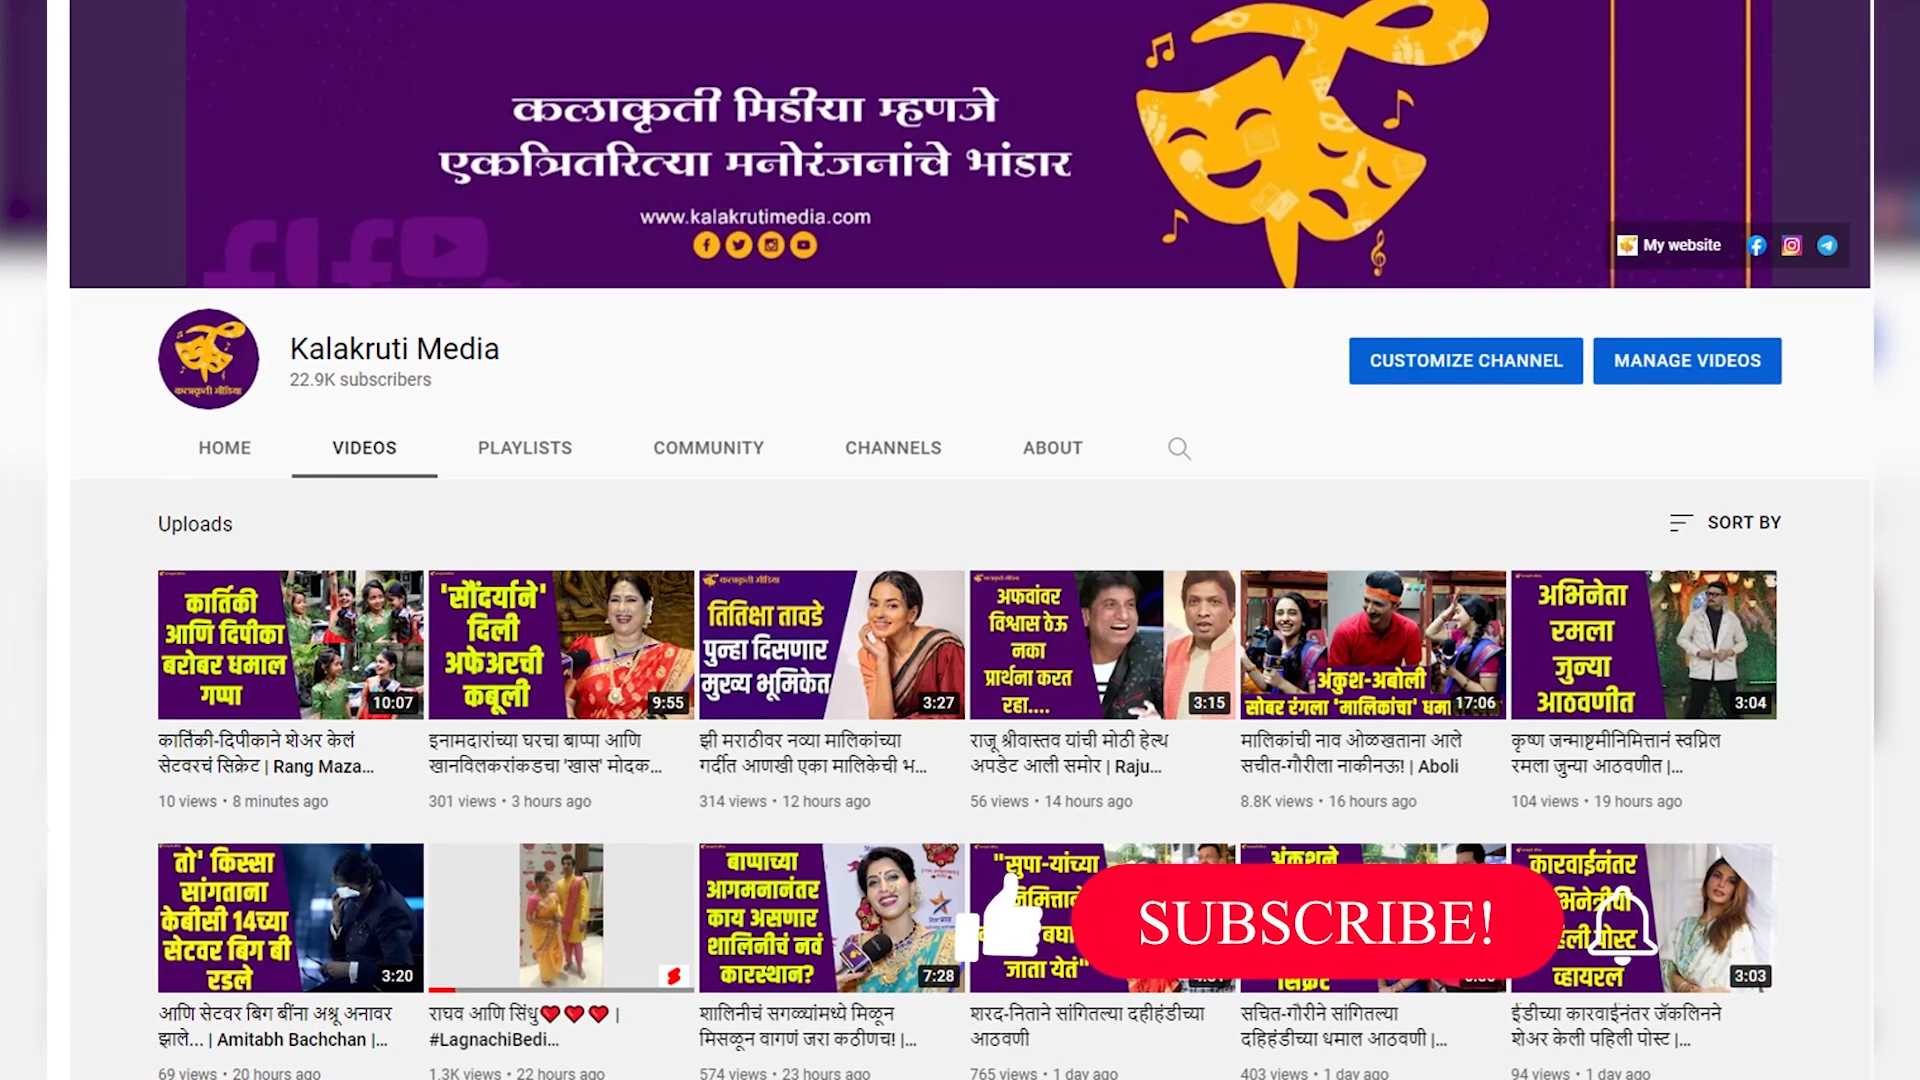 कलाकृती मिडीया म्हणजे
एकत्रितरित्या मनोरंजनांचे भांडार
www.kalakrutimedia.com
My website
कलाकृती मीडिया
Kalakruti Media
22.9K subscribers
CUSTOMIZE CHANNEL
MANAGE VIDEOS
HOME
VIDEOS
PLAYLISTS
COMMUNITY
CHANNELS
ABOUT
Uploads
SORT BY
कार्तिकी
आणि दिपीका
बरोबर धमाल
गप्पा
10:07
'सौंदर्याने'
दिली
अफेअरची
कबूली
9:55
कलाकृती मीडिया
तितिक्षा तावडे
पुन्हा दिसणार
मुख्य भूमिकेत
3:27
कलाकृती मीडिया
अफवांवर
विश्वास ठेऊ
नका
प्रार्थना करत
रहा....
3:15
अंकुश-अबोली
सोबर रंगला 'मालिकांचा'
17:06
अभिनेता
रमला
जुन्या
आठवणीत
3:04
कार्तिकी-दिपीकाने शेअर केलं
सेटवरचं सिक्रेट | Rang Maza...
10 views • 8 minutes ago
इनामदारांच्या घरचा बाप्पा आणि
खानविलकरांकडचा 'खास' मोदक...
301 views • 3 hours ago
झी मराठीवर नव्या मालिकांच्या
गर्दीत आणखी एका मालिकेची भ...
314 views • 12 hours ago
राजू श्रीवास्तव यांची मोठी हेल्थ
अपडेट आली समोर | Raju...
56 views • 14 hours ago
मालिकांची नाव ओळखताना आले
सचीत-गौरीला नाकीनऊ! | Aboli
8.8K views • 16 hours ago
कृष्ण जन्माष्टमीनिमित्तानं स्वप्निल
रमला जुन्या आठवणीत |...
104 views • 19 hours ago
तो' किस्सा
सांगताना
केबीसी 14च्या
सेटवर बिग बी
रडले
3:20
बाप्पाच्या
आगमनानंतर
काय असणार
शालिनीचं नवं
कारस्थान?
7:28
"सुपा-यांच्या
जाता येतं"
SUBSCRIBE!
अंकुशने
सिक्रेट
कारवाईनंतर
पोस्ट
व्हायरल
3:03
आणि सेटवर बिग बींना अश्रू अनावर
झाले... | Amitabh Bachchan |...
69 views • 20 hours ago
राघव आणि सिंधु❤❤❤ |
#LagnachiBedi...
1.3K views • 22 hours ago
शालिनीचं सगळ्यांमध्ये मिळून
मिसळून वागणं जरा कठीणच! |...
574 views • 23 hours ago
शरद-निताने सांगितल्या दहीहंडीच्या
आठवणी
765 views • 1 day ago
सचित-गौरीने सांगितल्या
दहिहंडीच्या धमाल आठवणी |...
403 views • 1 day ago
ईडीच्या कारवाईनंतर जॅकलिनने
शेअर केली पहिली पोस्ट |...
94 views • 1 day ago